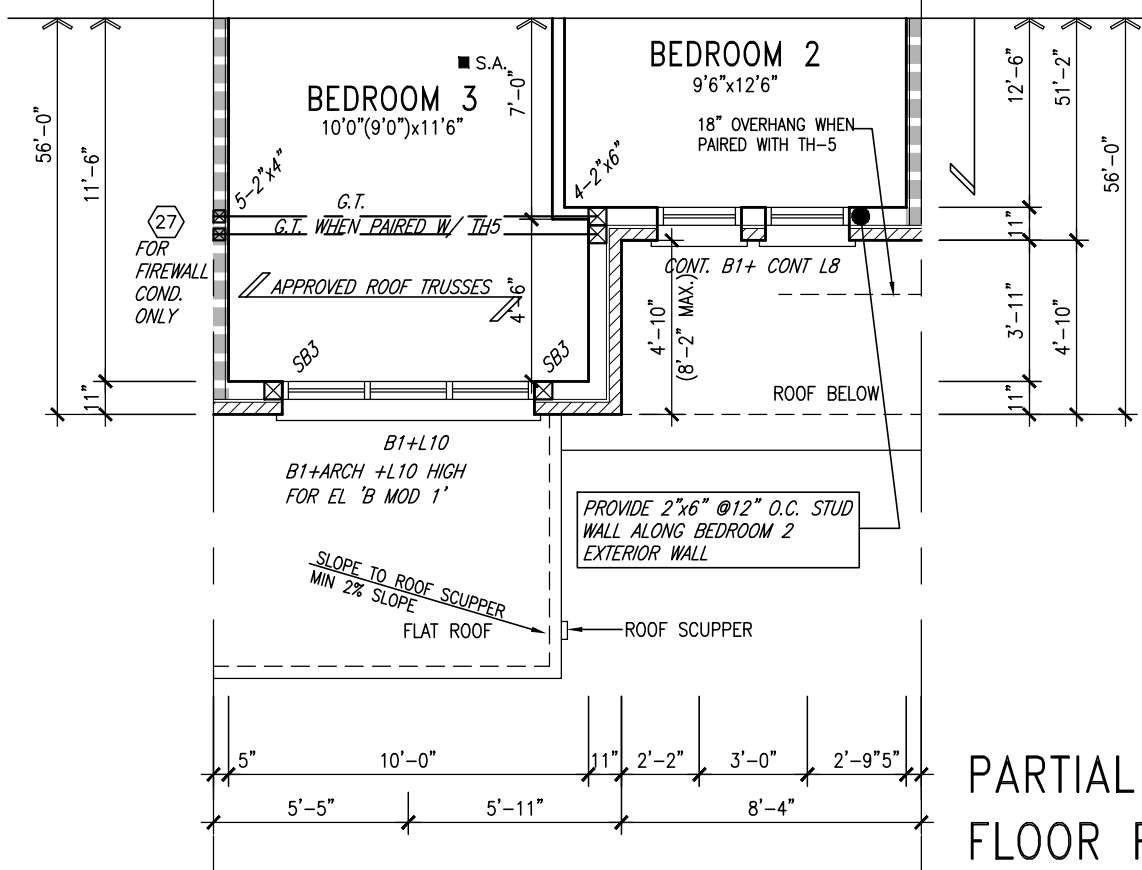 S.A.
BEDROOM 3
10'0"(9'0")x11'6"
BEDROOM 2
9'6"x12'6"
18" OVERHANG WHEN
PAIRED WITH TH-5
7'-0"
12'-6"
51'-2"
56'-0"
56'-0"
11'-6"
5-2"x4"
4-2"x6"
G.T.
G.T. WHEN PAIRED W/ TH5
27
FOR
FIREWALL
COND.
ONLY
APPROVED ROOF TRUSSES
4'-6"
CONT. B1+ CONT L8
4'-10"
(8'-2" MAX.)
11"
3'-11"
4'-10"
11"
SB3
SB3
ROOF BELOW
11"
B1+L10
B1+ARCH +L10 HIGH
FOR EL 'B MOD 1'
PROVIDE 2"x6" @12" O.C. STUD
WALL ALONG BEDROOM 2
EXTERIOR WALL
SLOPE TO ROOF SCUPPER
MIN 2% SLOPE
FLAT ROOF
ROOF SCUPPER
5" 10'-0" 11" 2'-2" 3'-0" 2'-9" 5"
5'-5" 5'-11" 8'-4"
PARTIAL
FLOOR